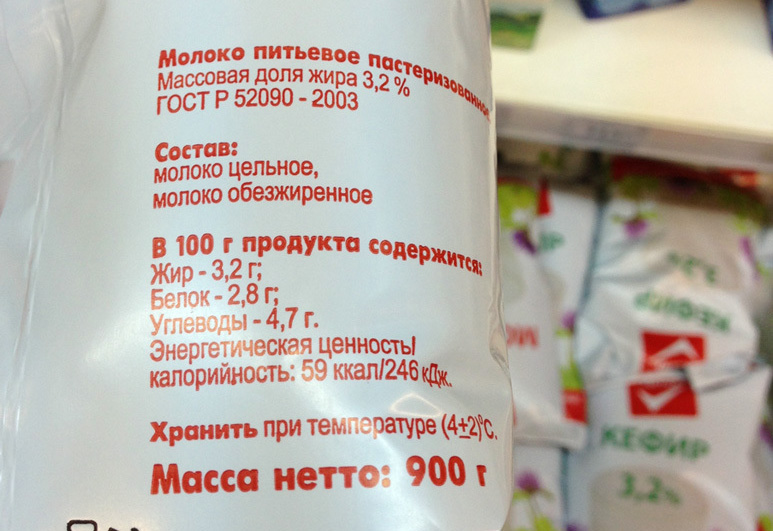 Молоко питьевое пастеризованное
Массовая доля жира 3,2 %
ГОСТ Р 52090 - 2003
Состав:
молоко цельное,
молоко обезжиренное
В 100 г продукта содержится:
Жир - 3,2 г;
Белок - 2,8 г;
Углеводы - 4,7 г.
Энергетическая ценность/
калорийность: 59 ккал/246 кДж.
Хранить при температуре (4±2)°С.
Масса нетто: 900 г
КЕФИР
КЕФИР
3,2%